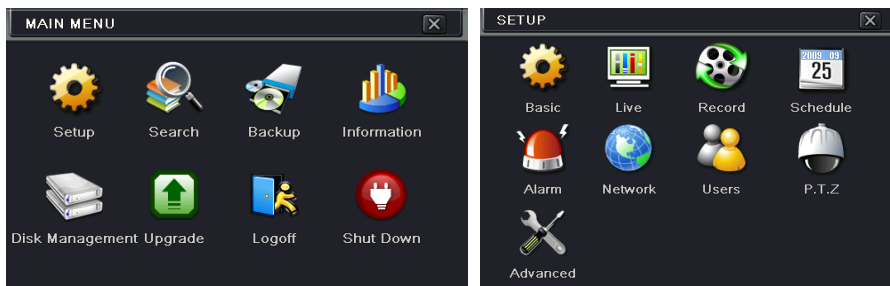 MAIN MENU
Setup Search Backup Information
Disk Management Upgrade Logoff Shut Down
SETUP
2009 09
25
Basic Live Record Schedule
Alarm Network Users P.T.Z
Advanced